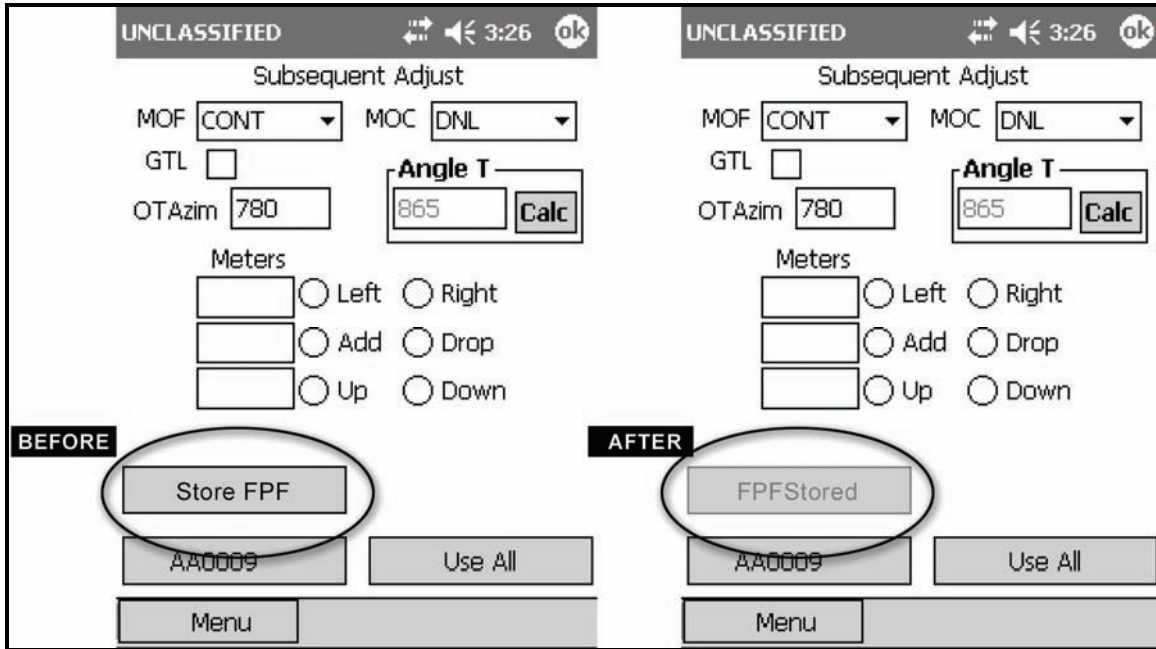 UNCLASSIFIED 3:26 ok
Subsequent Adjust
MOF CONT MOC DNL
GTL
Angle T
OTAzim 780 865 Calc
Meters
Left Right
Add Drop
Up Down
BEFORE
Store FPF
AA0009 Use All
Menu
UNCLASSIFIED 3:26 ok
Subsequent Adjust
MOF CONT MOC DNL
GTL
Angle T
OTAzim 780 865 Calc
Meters
Left Right
Add Drop
Up Down
AFTER
FPFStored
AA0009 Use All
Menu